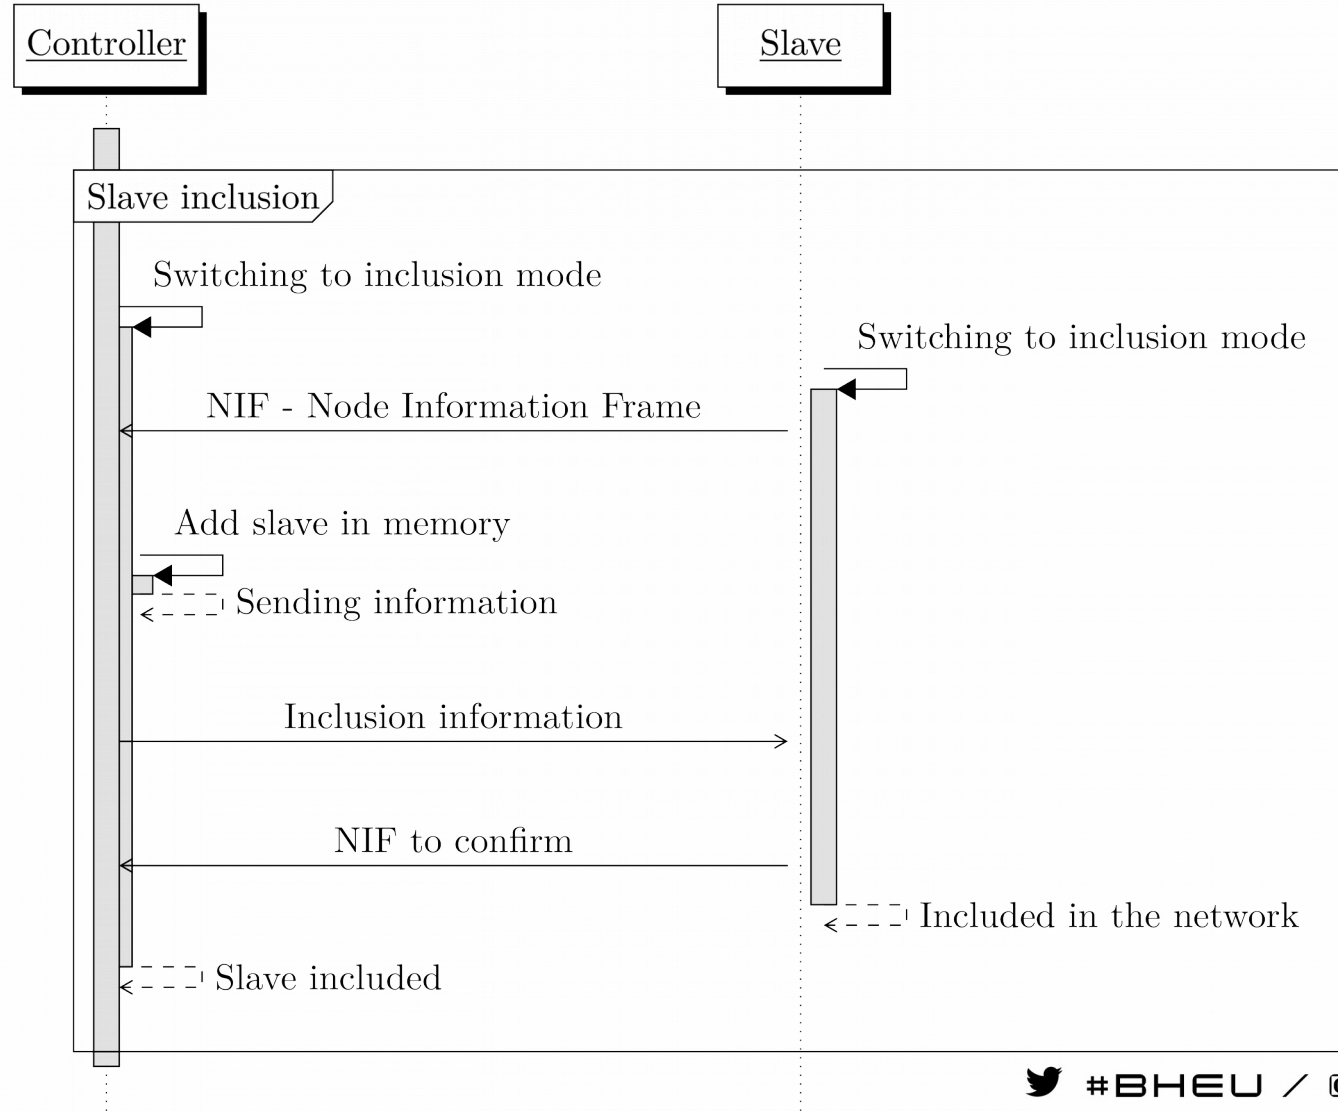 Controller
Slave
Slave inclusion
Switching to inclusion mode
Switching to inclusion mode
NIF - Node Information Frame
Add slave in memory
Sending information
Inclusion information
NIF to confirm
Included in the network
Slave included
#BHEU /